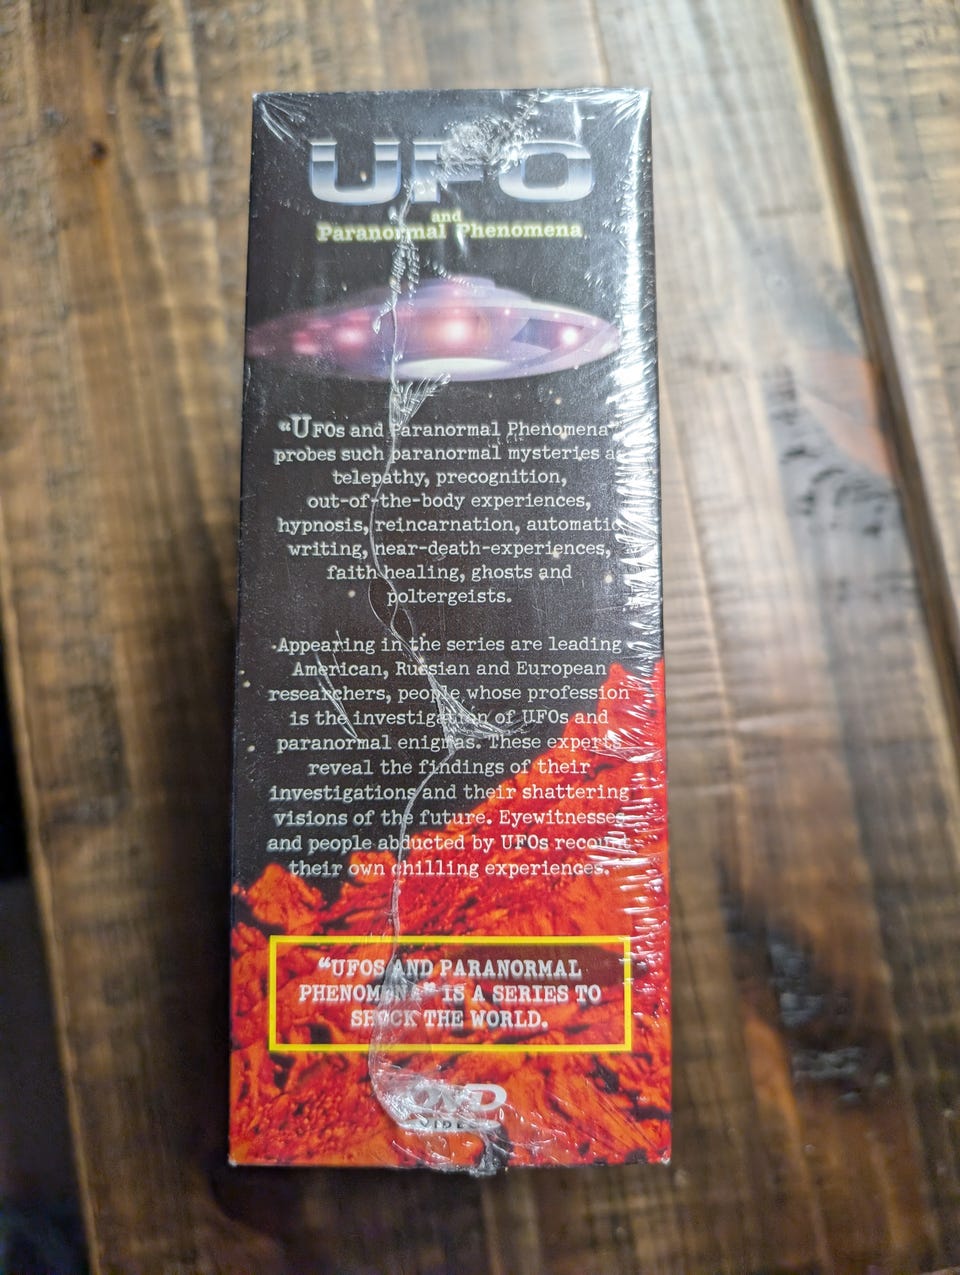 UFO
and
Paranormal Phenomena
“UFOs and Paranormal Phenomena”
probes such paranormal mysteries as
telepathy, precognition,
out-of-the-body experiences,
hypnosis, reincarnation, automatic
writing, near-death-experiences,
faith healing, ghosts and
poltergeists.
Appearing in the series are leading
American, Russian and European
researchers, people whose profession
is the investigation of UFOs and
paranormal enigmas. These experts
reveal the findings of their
investigations and their shattering
visions of the future. Eyewitnesses
and people abducted by UFOs recount
their own chilling experiences.
“UFOS AND PARANORMAL
PHENOMENA” IS A SERIES TO
SHOCK THE WORLD.
DVD